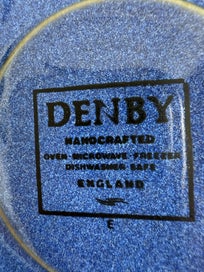 DENBY
HANDCRAFTED
OVEN·MICROWAVE·FREEZER
DISHWASHER SAFE
ENGLAND
E